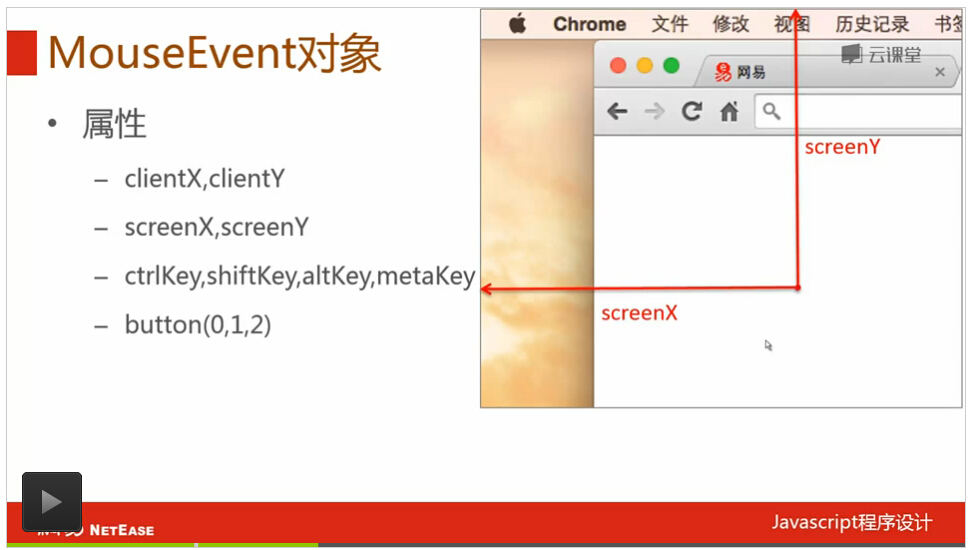 MouseEvent对象
• 属性
– clientX,clientY
– screenX,screenY
– ctrlKey,shiftKey,altKey,metaKey
– button(0,1,2)
Chrome 文件 修改 视图 历史记录 书签
云课堂
网易
screenY
screenX
NETEASE
Javascript程序设计